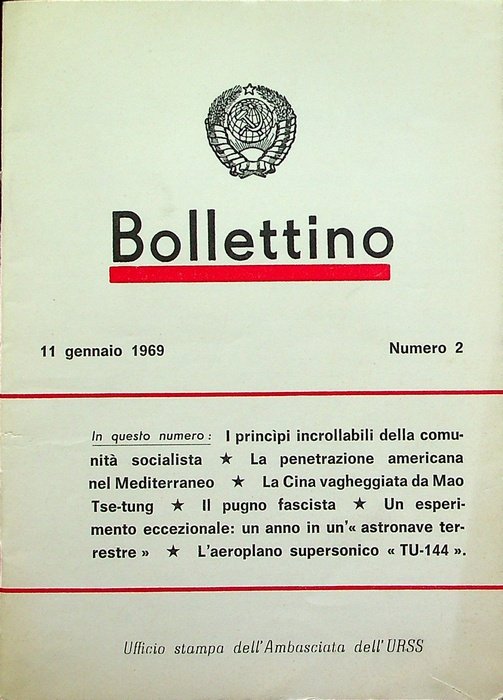 Bollettino
11 gennaio 1969
Numero 2
In questo numero: I princìpi incrollabili della comu-
nità socialista ★ La penetrazione americana
nel Mediterraneo ★ La Cina vagheggiata da Mao
Tse-tung ★ Il pugno fascista ★ Un esperi-
mento eccezionale: un anno in un'« astronave ter-
restre » ★ L'aeroplano supersonico « TU-144 ».
Ufficio stampa dell'Ambasciata dell'URSS